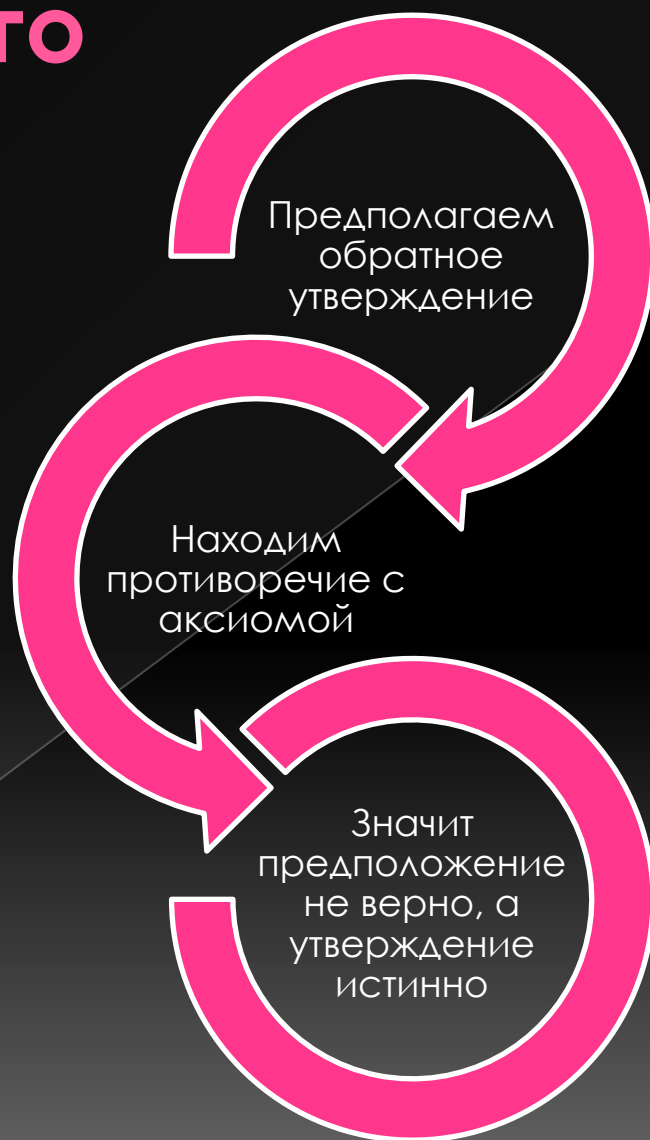 то
Предполагаем
обратное
утверждение
Находим
противоречие с
аксиомой
Значит
предположение
не верно, а
утверждение
истинно